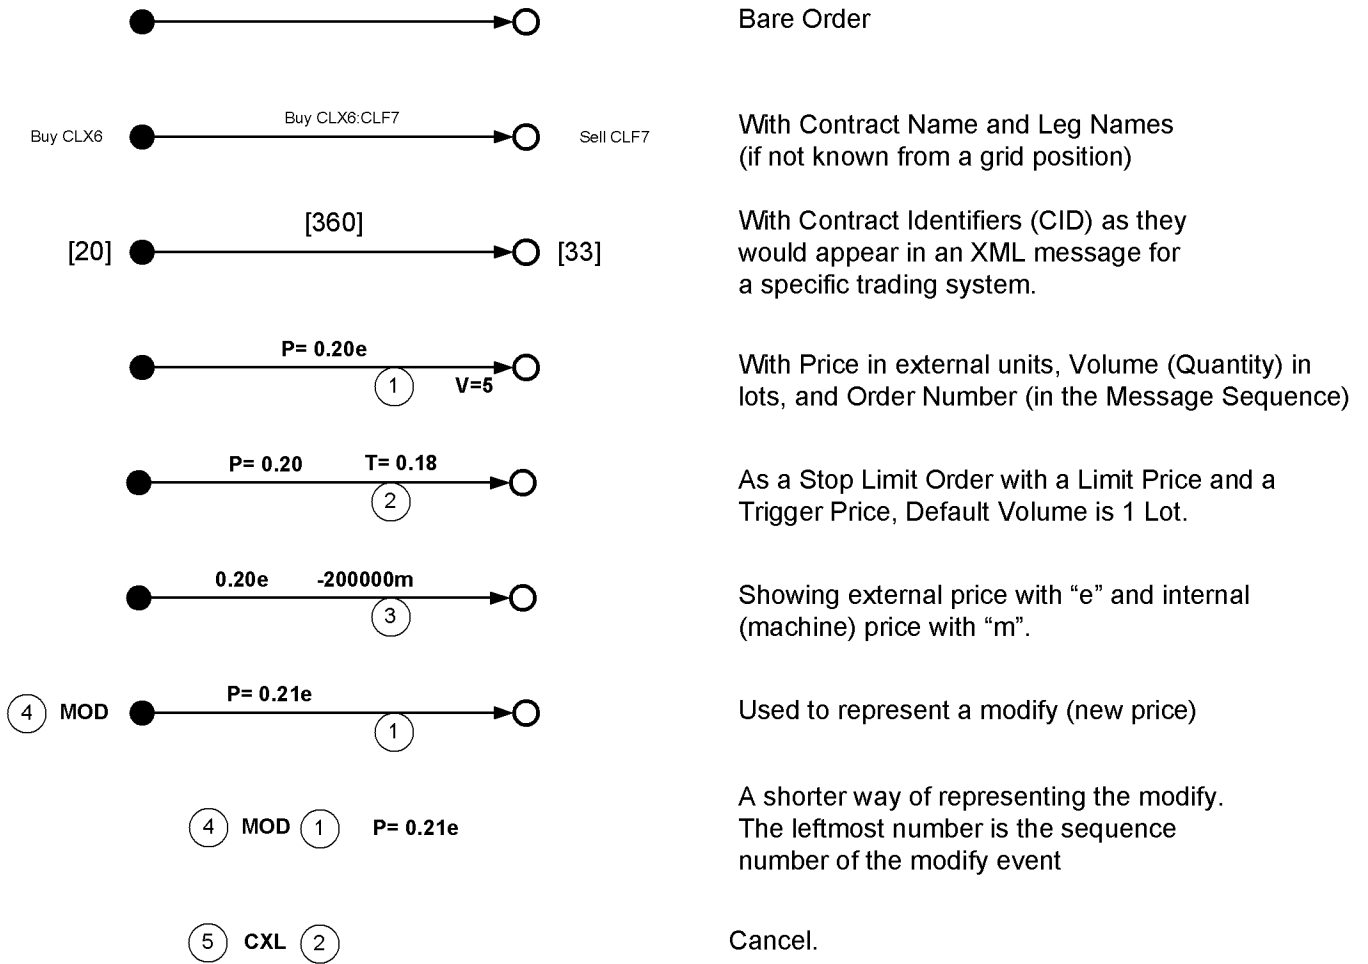 Bare Order
Buy CLX6 Buy CLX6:CLF7 Sell CLF7
With Contract Name and Leg Names
(if not known from a grid position)
[20] [360] [33]
With Contract Identifiers (CID) as they
would appear in an XML message for
a specific trading system.
P= 0.20e
1 V=5
With Price in external units, Volume (Quantity) in
lots, and Order Number (in the Message Sequence)
P= 0.20 T= 0.18
2
As a Stop Limit Order with a Limit Price and a
Trigger Price, Default Volume is 1 Lot.
0.20e -200000m
3
Showing external price with “e” and internal
(machine) price with “m”.
4 MOD P= 0.21e
1
Used to represent a modify (new price)
4 MOD 1 P= 0.21e
A shorter way of representing the modify.
The leftmost number is the sequence
number of the modify event
5 CXL 2
Cancel.